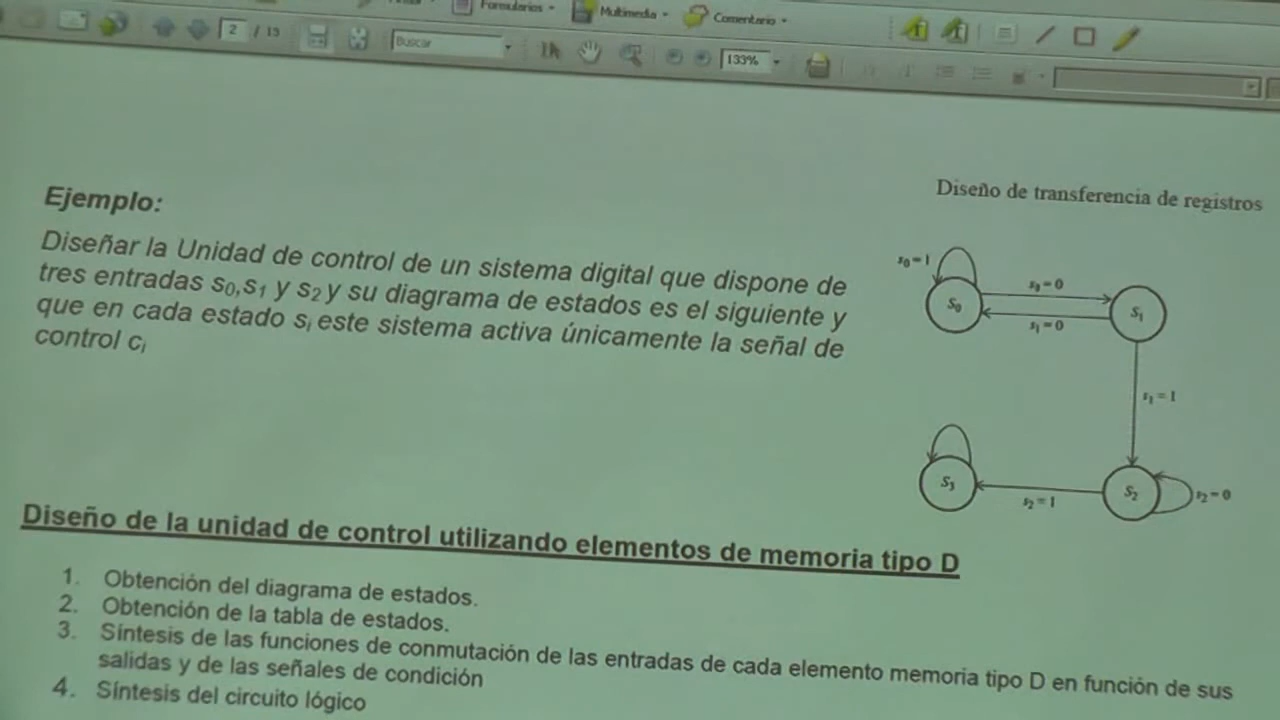 Formularios
Multimedia
Comentario
2 / 13
Buscar
133%
Diseño de transferencia de registros
Ejemplo:
Diseñar la Unidad de control de un sistema digital que dispone de
tres entradas s0,s1 y s2 y su diagrama de estados es el siguiente y
que en cada estado si este sistema activa únicamente la señal de
control ci
s0=1
S0
s0=0
s1=0
S1
s1=1
S3
s2=1
S2
s2=0
Diseño de la unidad de control utilizando elementos de memoria tipo D
1. Obtención del diagrama de estados.
2. Obtención de la tabla de estados.
3. Síntesis de las funciones de conmutación de las entradas de cada elemento memoria tipo D en función de sus
salidas y de las señales de condición
4. Síntesis del circuito lógico